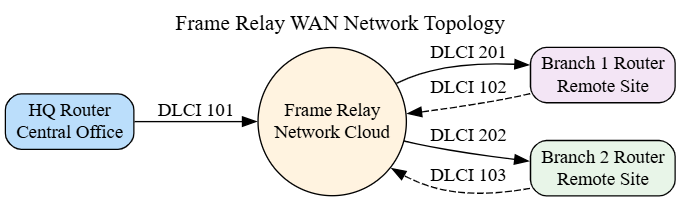 Frame Relay WAN Network Topology
HQ Router
Central Office
DLCI 101
Frame Relay
Network Cloud
DLCI 201
DLCI 102
DLCI 202
DLCI 103
Branch 1 Router
Remote Site
Branch 2 Router
Remote Site